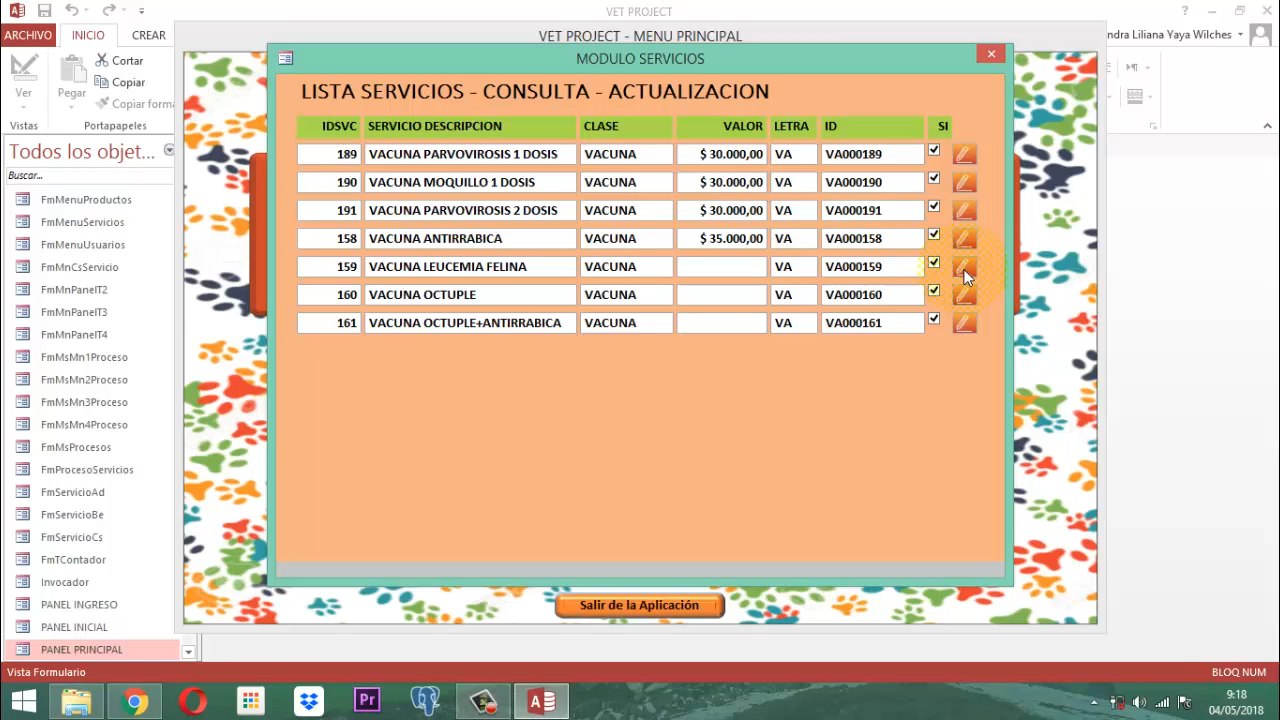 VET PROJECT
ARCHIVO INICIO CREAR
ndra Liliana Yaya Wilches
Ver
Vistas
Pegar
Cortar
Copiar
Copiar forma
Portapapeles
VET PROJECT - MENU PRINCIPAL
MODULO SERVICIOS
LISTA SERVICIOS - CONSULTA - ACTUALIZACION
IDSVC SERVICIO DESCRIPCION CLASE VALOR LETRA ID SI
189 VACUNA PARVOVIROSIS 1 DOSIS VACUNA $ 30.000,00 VA VA000189
190 VACUNA MOQUILLO 1 DOSIS VACUNA $ 30.000,00 VA VA000190
191 VACUNA PARVOVIROSIS 2 DOSIS VACUNA $ 30.000,00 VA VA000191
158 VACUNA ANTIRRABICA VACUNA $ 35.000,00 VA VA000158
159 VACUNA LEUCEMIA FELINA VACUNA VA VA000159
160 VACUNA OCTUPLE VACUNA VA VA000160
161 VACUNA OCTUPLE+ANTIRRABICA VACUNA VA VA000161
Salir de la Aplicación
Todos los objet...
Buscar...
FmMenuProductos
FmMenuServicios
FmMenuUsuarios
FmMnCsServicio
FmMnPaneIT2
FmMnPaneIT3
FmMnPaneIT4
FmMsMn1Proceso
FmMsMn2Proceso
FmMsMn3Proceso
FmMsMn4Proceso
FmMsProcesos
FmProcesoServicios
FmServicioAd
FmServicioBe
FmServicioCs
FmTContador
Invocador
PANEL INGRESO
PANEL INICIAL
PANEL PRINCIPAL
Vista Formulario
BLOQ NUM
Pr
9:18
04/05/2018